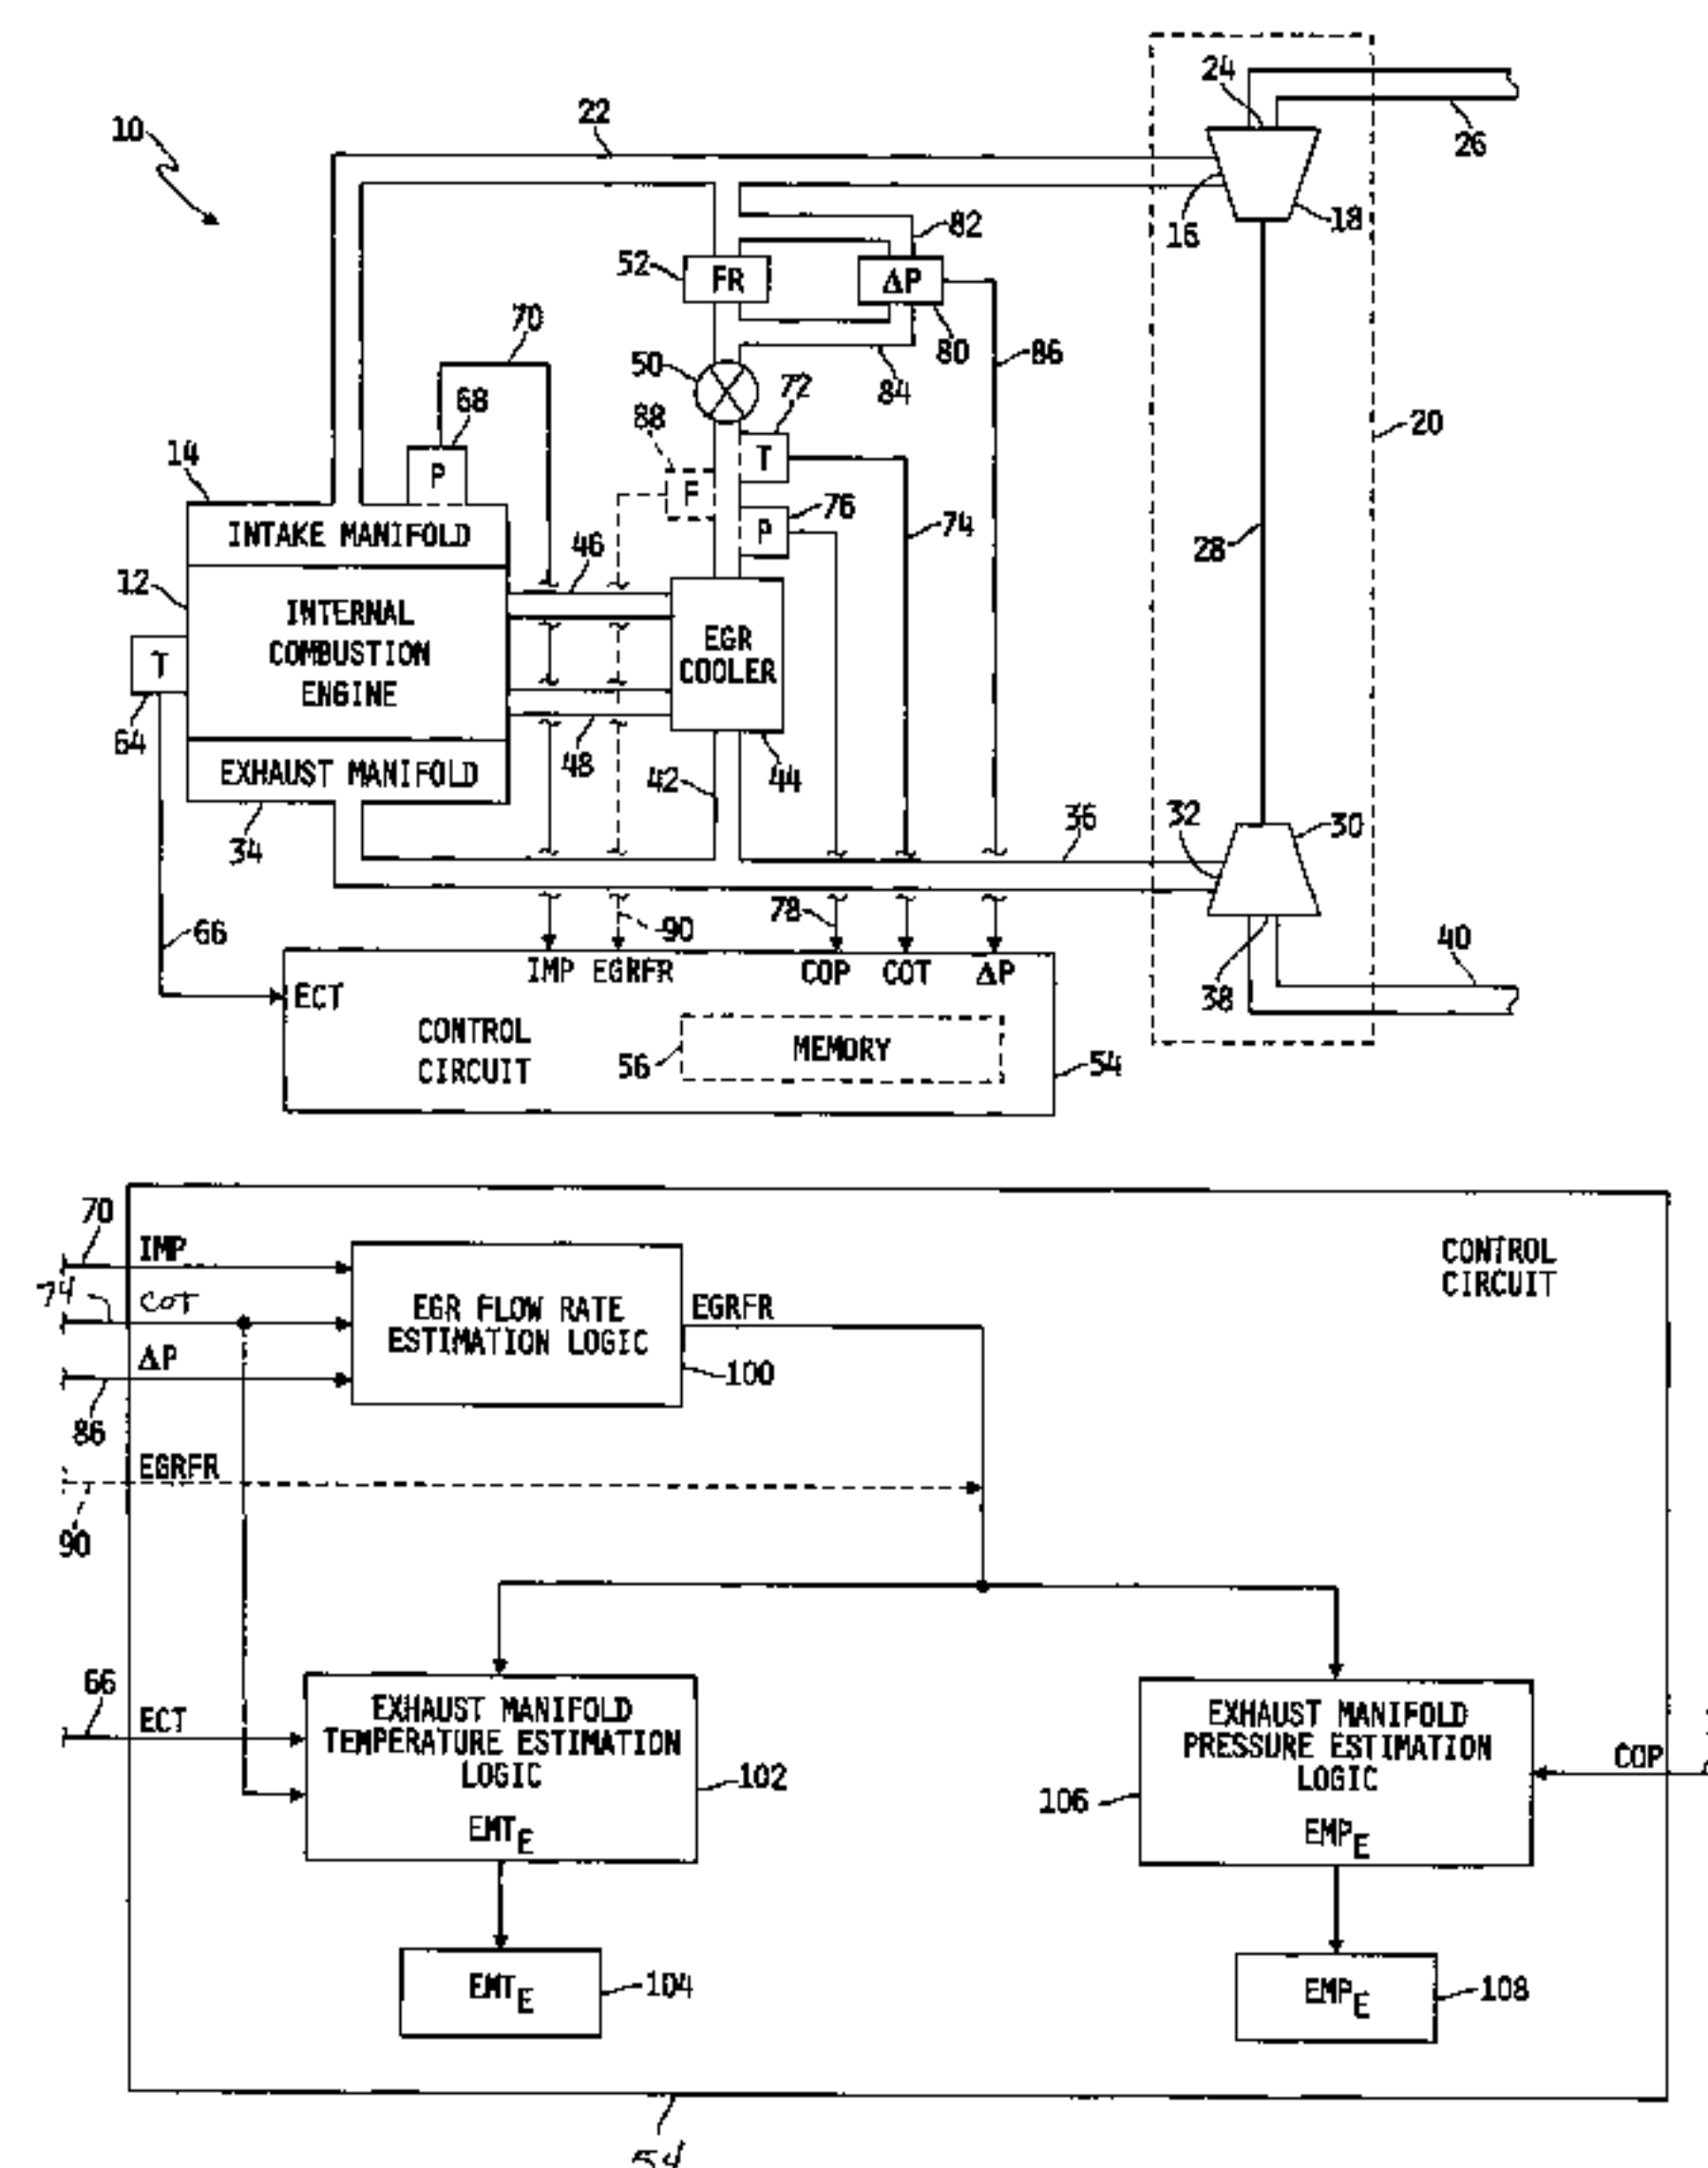 24
22
26
10
16
18
82
52
FR
ΔP
70
80
86
50
72
84
68
88
20
14
P
T
F
76
INTAKE MANIFOLD
P
74
46
28
12
INTERNAL
COMBUSTION
ENGINE
EGR
COOLER
T
64
48
42
44
EXHAUST MANIFOLD
36
32
30
34
78
66
90
40
IMP EGRFR
COP
COT
ΔP
38
ECT
CONTROL
CIRCUIT
56
MEMORY
54
70
IMP
CONTROL
CIRCUIT
74
COT
EGR FLOW RATE
ESTIMATION LOGIC
EGRFR
ΔP
100
86
EGRFR
90
66
ECT
EXHAUST MANIFOLD
TEMPERATURE ESTIMATION
LOGIC
EMTE
102
EXHAUST MANIFOLD
PRESSURE ESTIMATION
LOGIC
EMPE
COP
106
EMTE
104
EMPE
108
54